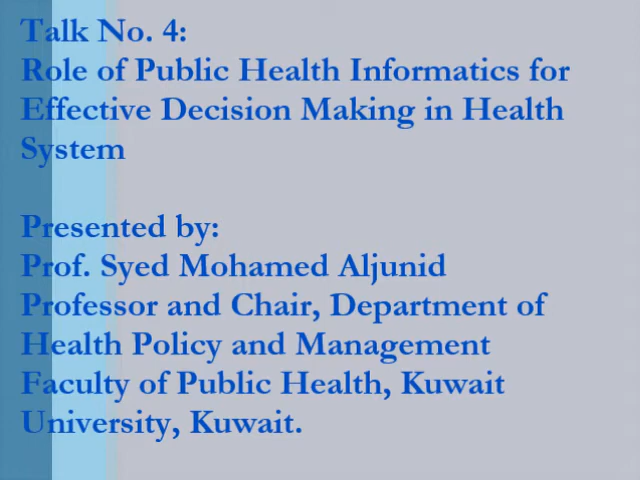 Talk No. 4:
Role of Public Health Informatics for
Effective Decision Making in Health
System
Presented by:
Prof. Syed Mohamed Aljunid
Professor and Chair, Department of
Health Policy and Management
Faculty of Public Health, Kuwait
University, Kuwait.